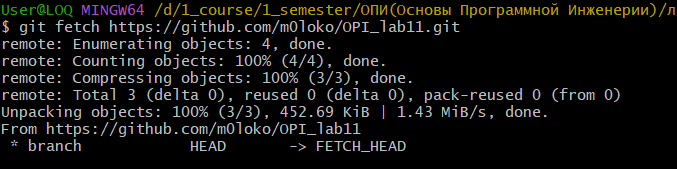 User@LOQ MINGW64 /d/1_course/1_semester/ОПИ(Основы Программной Инженерии)/л
$ git fetch https://github.com/m0loko/OPI_lab11.git
remote: Enumerating objects: 4, done.
remote: Counting objects: 100% (4/4), done.
remote: Compressing objects: 100% (3/3), done.
remote: Total 3 (delta 0), reused 0 (delta 0), pack-reused 0 (from 0)
Unpacking objects: 100% (3/3), 452.69 KiB | 1.43 MiB/s, done.
From https://github.com/m0loko/OPI_lab11
 * branch            HEAD       -> FETCH_HEAD